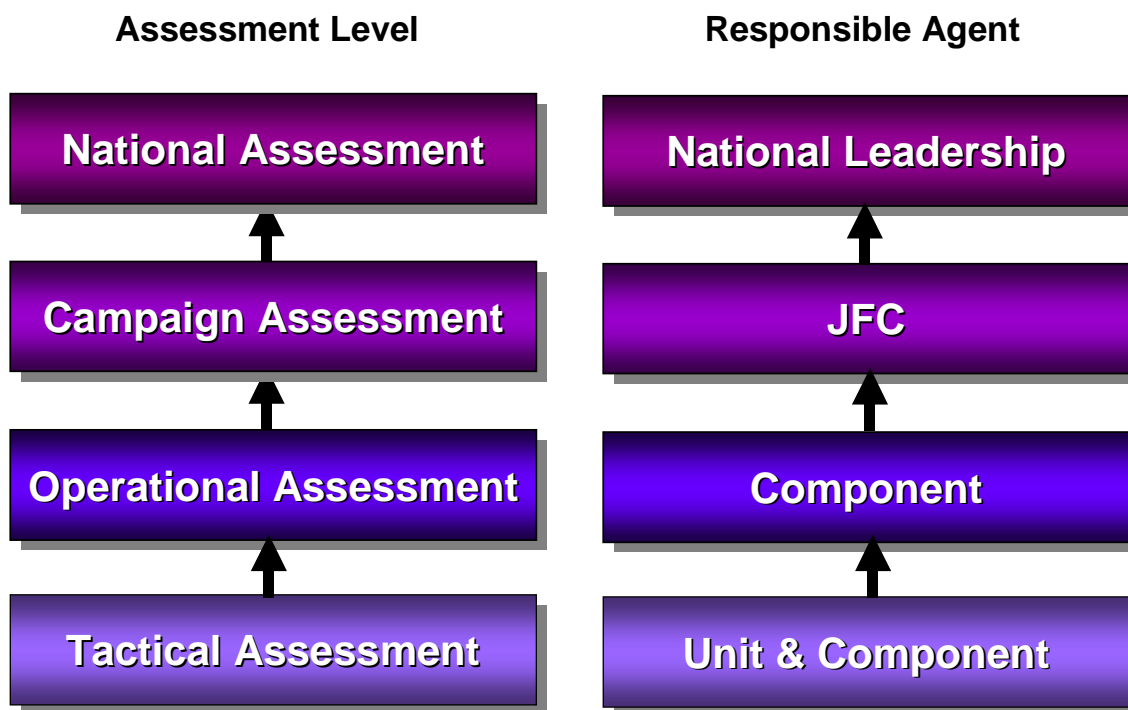 Assessment Level
Responsible Agent
National Assessment
National Leadership
Campaign Assessment
JFC
Operational Assessment
Component
Tactical Assessment
Unit & Component